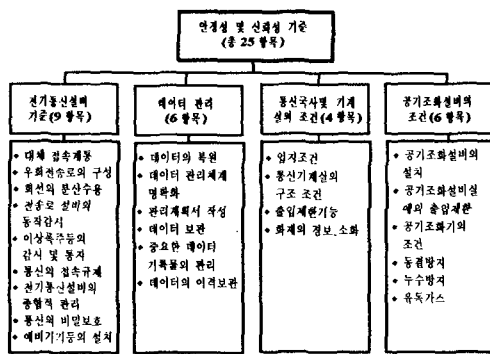 안정성 및 신뢰성 기준
(총 25 항목)
전기통신설비
기준(9 항목)
• 대체 접속계통
• 우회전송로의 구성
• 회선의 분산수용
• 전송로 설비의
동작감시
• 이상폭주등의
감시 및 통지
• 통신의 접속규제
• 전기통신설비의
종합적 관리
• 통신의 비밀보호
• 예비기기등의 설치
데이터 관리
(6 항목)
• 데이터의 복원
• 데이터 관리체계
명확화
• 관리계획서 작성
• 데이터 보관
• 중요한 데이터
기록물의 관리
• 데이터의 이격보관
통신국사및 기계
실의 조건(4 항목)
• 입지조건
• 통신기계실의
구조 조건
• 출입제한기능
• 화재의 경보, 소화
공기조화설비의
조건(6 항목)
• 공기조화설비의
설치
• 공기조화설비실
에의 출입제한
• 공기조화기의
조건
• 동결방지
• 누수방지
• 유독가스